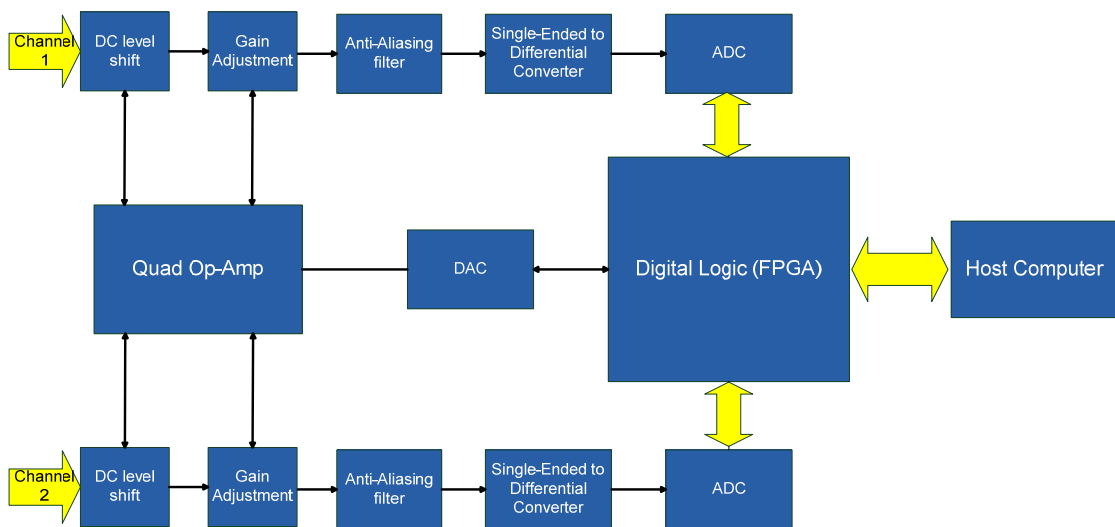 Channel
1
DC level
shift
Gain
Adjustment
Anti-Aliasing
filter
Single-Ended to
Differential
Converter
ADC
Quad Op-Amp
DAC
Digital Logic (FPGA)
Host Computer
Channel
2
DC level
shift
Gain
Adjustment
Anti-Aliasing
filter
Single-Ended to
Differential
Converter
ADC